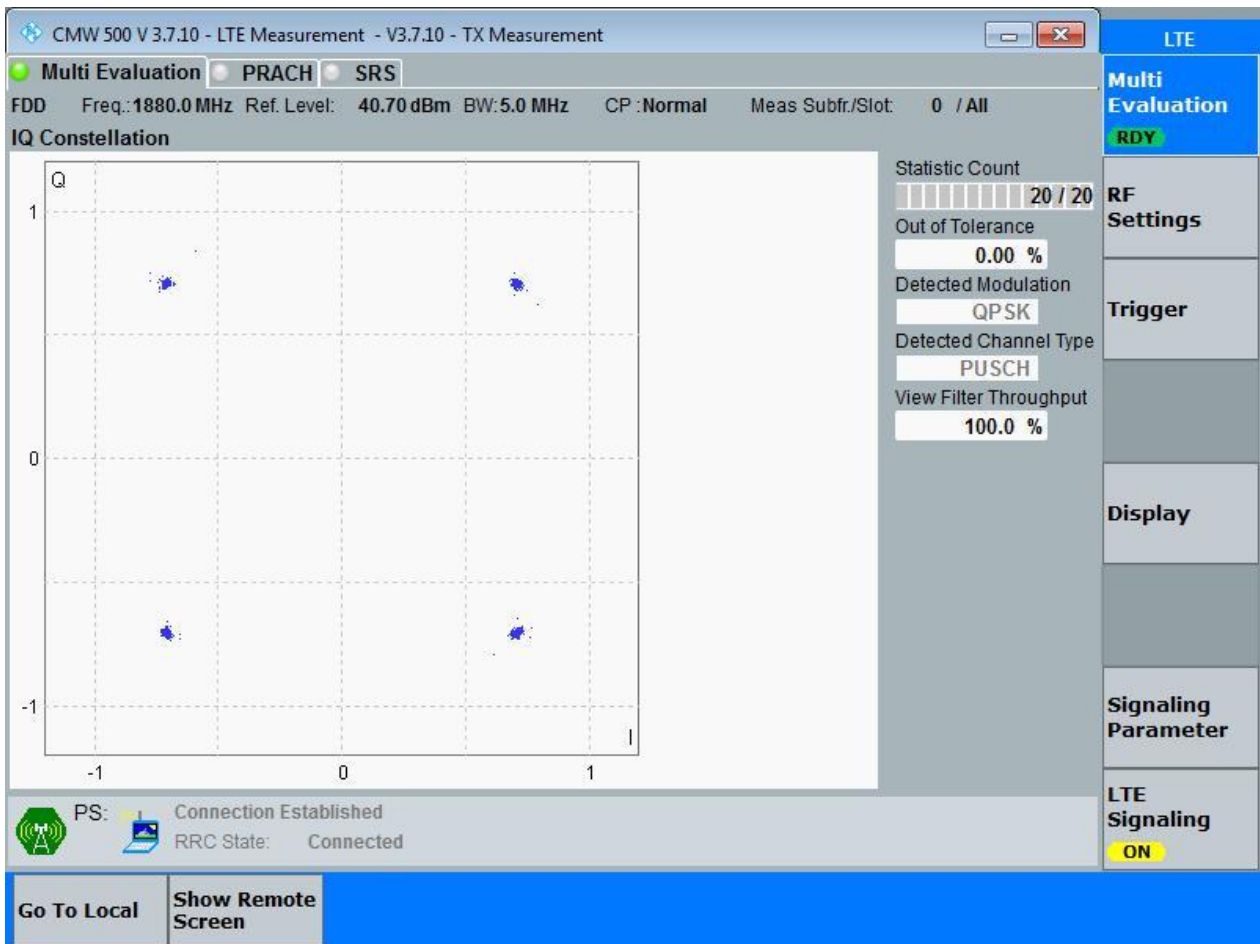 CMW 500 V 3.7.10 - LTE Measurement - V3.7.10 - TX Measurement
LTE
Multi Evaluation PRACH SRS
FDD Freq.:1880.0 MHz Ref. Level: 40.70 dBm BW:5.0 MHz CP :Normal Meas Subfr./Slot: 0 / All
IQ Constellation
Q
1
0
-1
I
-1 0 1
Statistic Count
20 / 20
Out of Tolerance
0.00 %
Detected Modulation
QPSK
Detected Channel Type
PUSCH
View Filter Throughput
100.0 %
Multi
Evaluation
RDY
RF
Settings
Trigger
Display
Signaling
Parameter
LTE
Signaling
ON
PS: Connection Established
RRC State: Connected
Go To Local
Show Remote
Screen